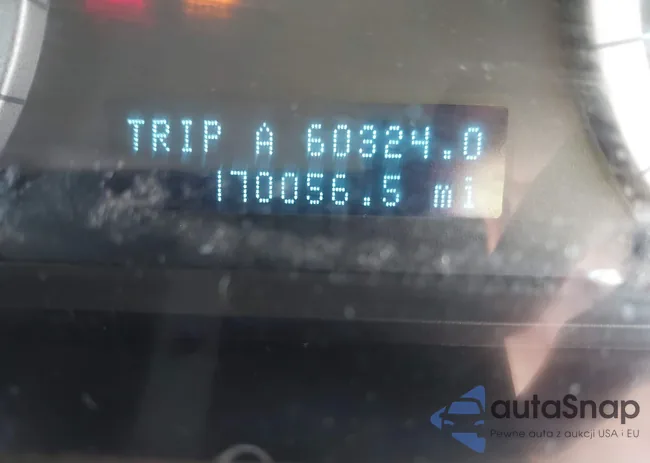 TRIP A 60324.0
170056.5 mi
autaSnap
Pewne auta z aukcji USA i EU